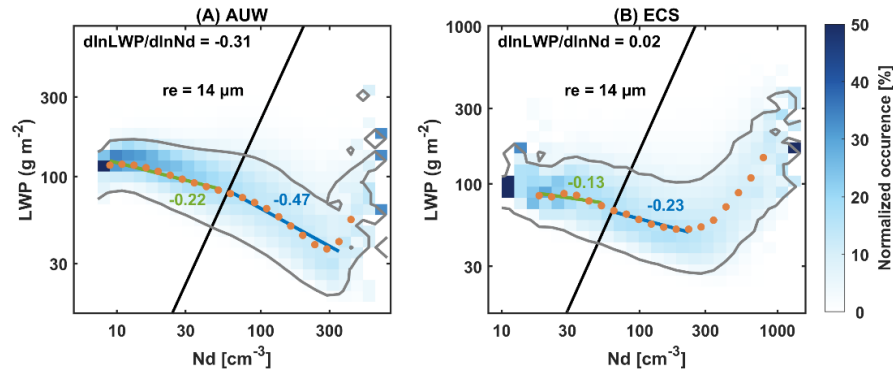 (A) AUW
dlnLWP/dlnNd = -0.31
re = 14 μm
-0.22
-0.47
300
100
30
LWP (g m-2)
10
30
100
300
Nd [cm-3]
(B) ECS
dlnLWP/dlnNd = 0.02
re = 14 μm
-0.13
-0.23
1000
300
100
30
LWP (g m-2)
10
30
100
300
1000
Nd [cm-3]
50
40
30
20
10
0
Normalized occurence [%]